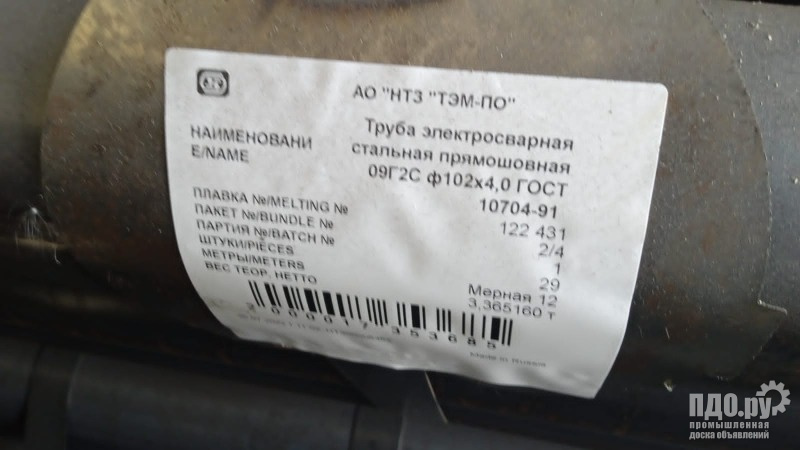 АО "НТЗ "ТЭМ-ПО"
НАИМЕНОВАНИ
Е/NAME
Труба электросварная
стальная прямошовная
09Г2С ф102х4,0 ГОСТ
10704-91
ПЛАВКА №/MELTING № 122 431
ПАКЕТ №/BUNDLE № 2/4
ПАРТИЯ №/BATCH № 1
ШТУКИ/PIECES 29
МЕТРЫ/METERS Мерная 12
ВЕС ТЕОР. НЕТТО 3,365160 т
2000017353685
Made in Russia
ПДО.ру
промышленная
доска объявлений